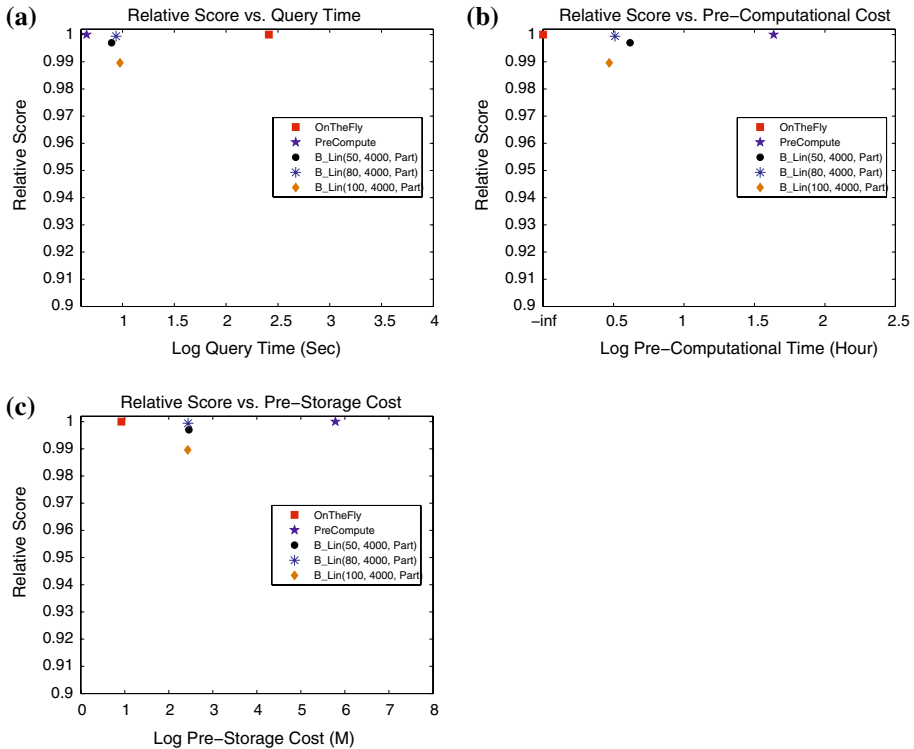 (a)
Relative Score vs. Query Time
1
0.99
0.98
0.97
0.96
0.95
0.94
0.93
0.92
0.91
0.9
Relative Score
OnTheFly
PreCompute
B_Lin(50, 4000, Part)
B_Lin(80, 4000, Part)
B_Lin(100, 4000, Part)
1 1.5 2 2.5 3 3.5 4
Log Query Time (Sec)
(b)
Relative Score vs. Pre-Computational Cost
1
0.99
0.98
0.97
0.96
0.95
0.94
0.93
0.92
0.91
0.9
Relative Score
OnTheFly
PreCompute
B_Lin(50, 4000, Part)
B_Lin(80, 4000, Part)
B_Lin(100, 4000, Part)
-inf 0.5 1 1.5 2 2.5
Log Pre-Computational Time (Hour)
(c)
Relative Score vs. Pre-Storage Cost
1
0.99
0.98
0.97
0.96
0.95
0.94
0.93
0.92
0.91
0.9
Relative Score
OnTheFly
PreCompute
B_Lin(50, 4000, Part)
B_Lin(80, 4000, Part)
B_Lin(100, 4000, Part)
0 1 2 3 4 5 6 7 8
Log Pre-Storage Cost (M)